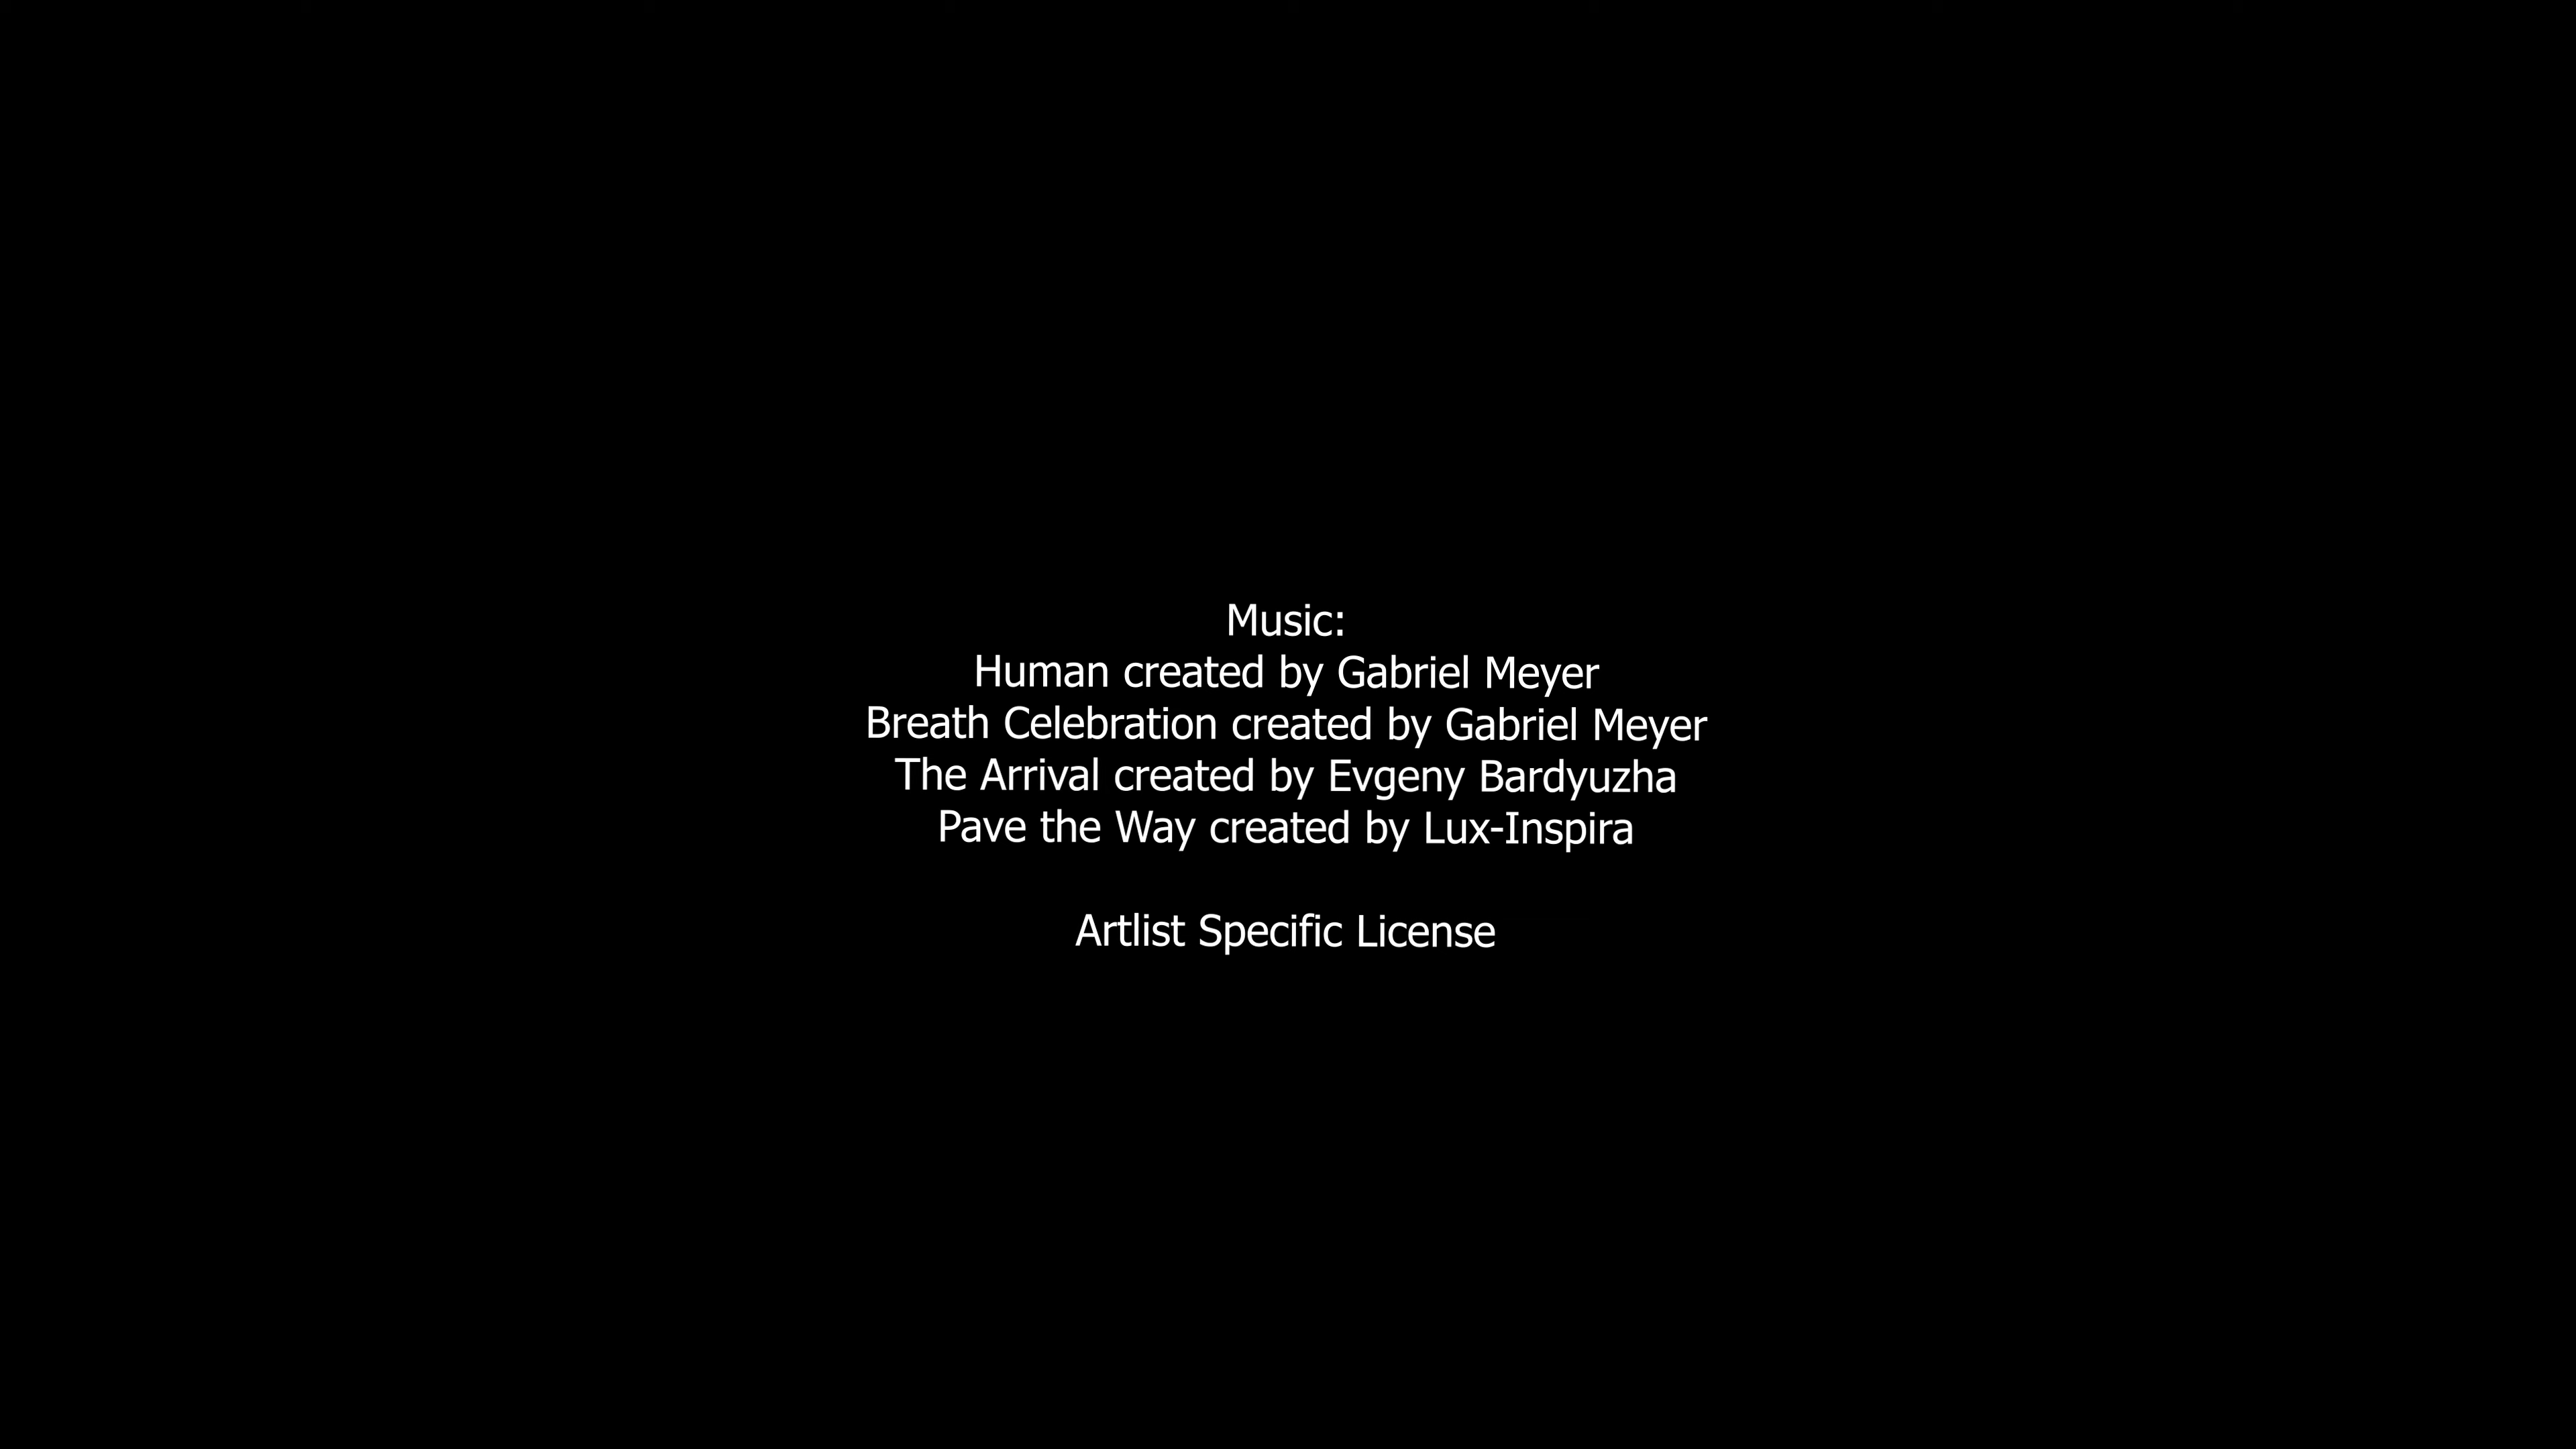 Music:
Human created by Gabriel Meyer
Breath Celebration created by Gabriel Meyer
The Arrival created by Evgeny Bardyuzha
Pave the Way created by Lux-Inspira
Artlist Specific License